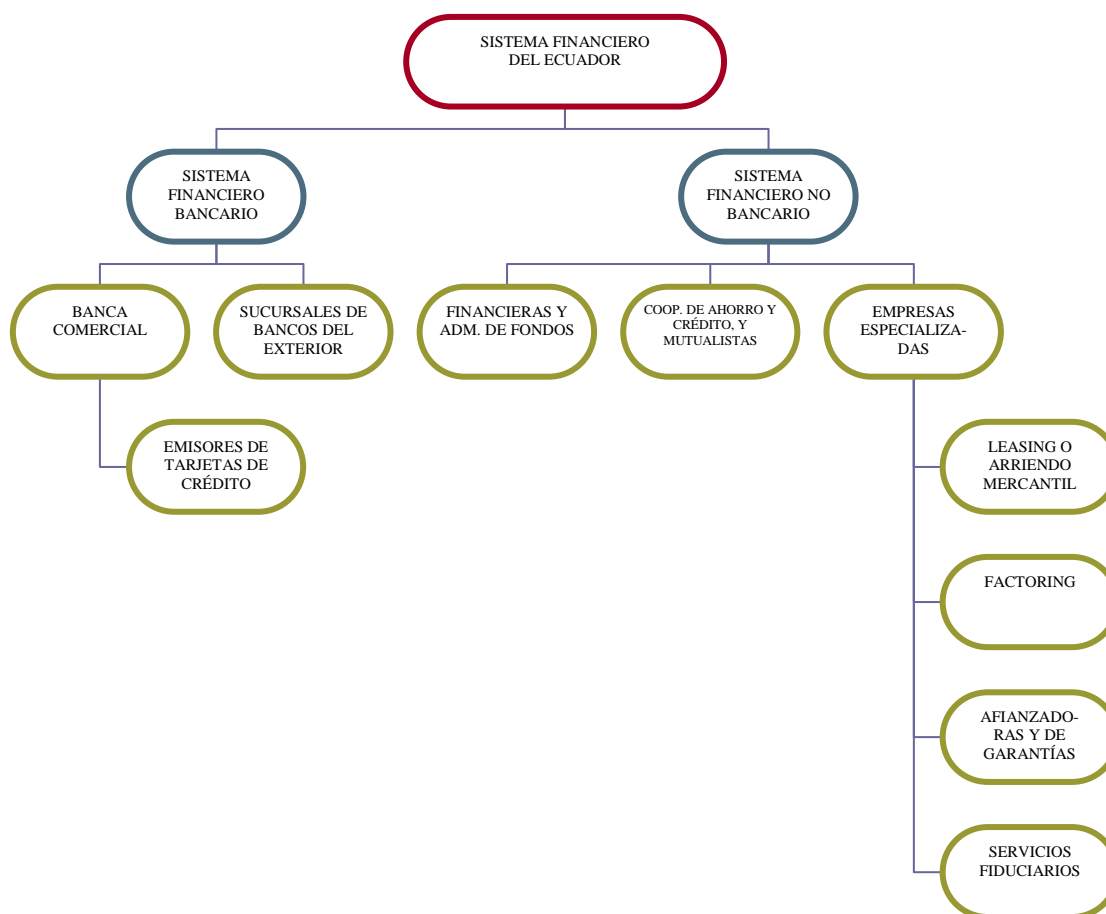 SISTEMA FINANCIERO
DEL ECUADOR
SISTEMA
FINANCIERO
BANCARIO
SISTEMA
FINANCIERO NO
BANCARIO
BANCA
COMERCIAL
SUCURSALES DE
BANCOS DEL
EXTERIOR
FINANCIERAS Y
ADM. DE FONDOS
COOP. DE AHORRO Y
CRÉDITO, Y
MUTUALISTAS
EMPRESAS
ESPECIALIZA-
DAS
EMISORES DE
TARJETAS DE
CRÉDITO
LEASING O
ARRIENDO
MERCANTIL
FACTORING
AFIANZADO-
RAS Y DE
GARANTÍAS
SERVICIOS
FIDUCIARIOS